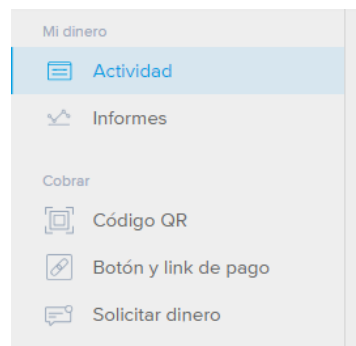 Mi dinero
Actividad
Informes
Cobrar
Código QR
Botón y link de pago
Solicitar dinero